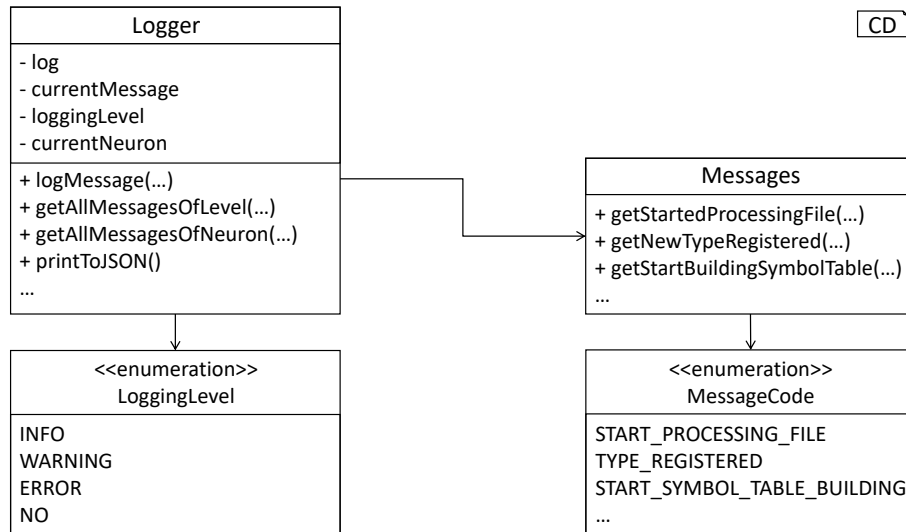 Logger
- log
- currentMessage
- loggingLevel
- currentNeuron
+ logMessage(...)
+ getAllMessagesOfLevel(...)
+ getAllMessagesOfNeuron(...)
+ printToJSON()
...
CD
Messages
+ getStartedProcessingFile(...)
+ getNewTypeRegistered(...)
+ getStartBuildingSymbolTable(...)
...
<<enumeration>>
LoggingLevel
INFO
WARNING
ERROR
NO
<<enumeration>>
MessageCode
START_PROCESSING_FILE
TYPE_REGISTERED
START_SYMBOL_TABLE_BUILDING
...